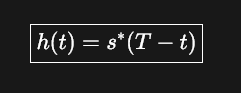 h(t) = s*(T − t)